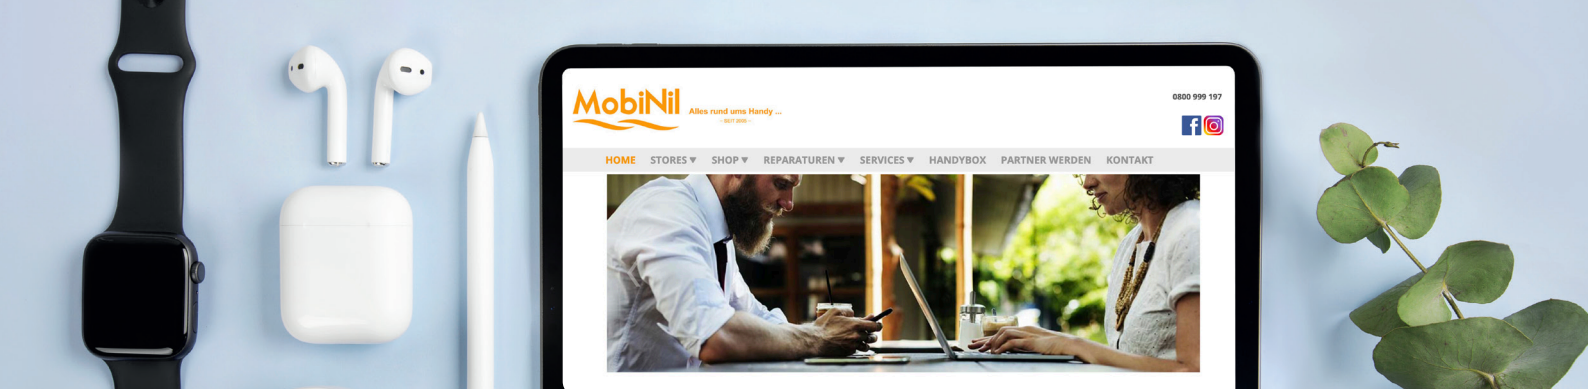 MobiNil
Alles rund ums Handy ...
0800 999 197
HOME STORES SHOP REPARATUREN SERVICES HANDYBOX PARTNER WERDEN KONTAKT